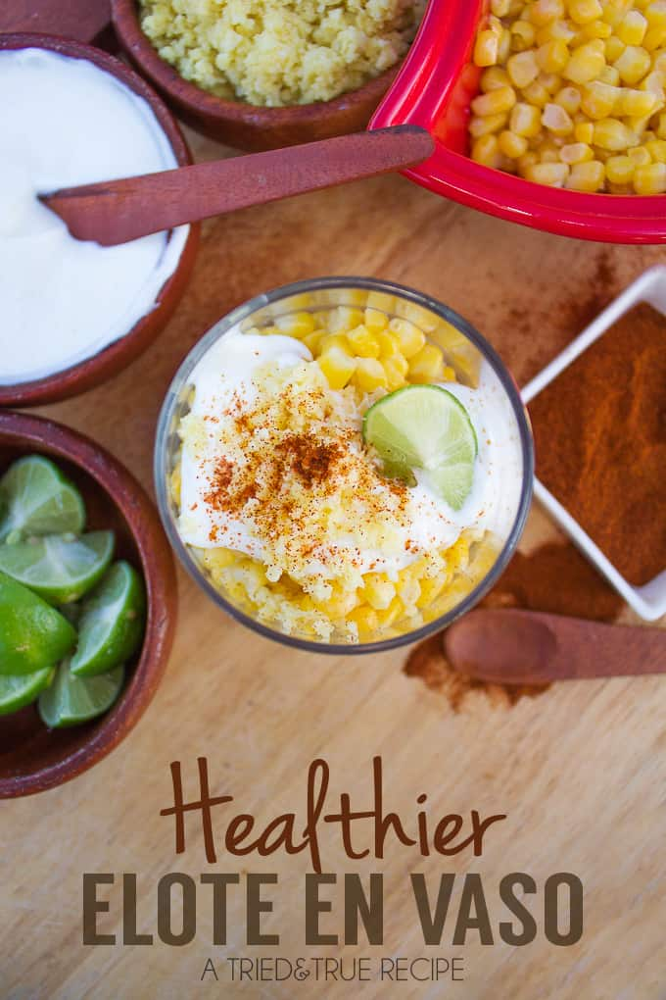 Healthier
ELOTE EN VASO
A TRIED&TRUE RECIPE